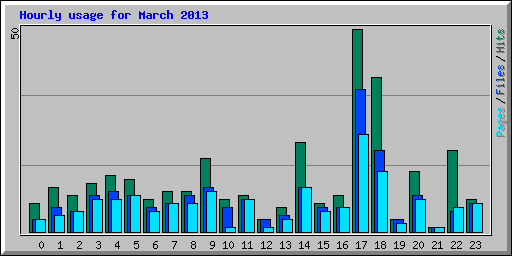 Hourly usage for March 2013
50
Pages / Files / Hits
0 1 2 3 4 5 6 7 8 9 10 11 12 13 14 15 16 17 18 19 20 21 22 23